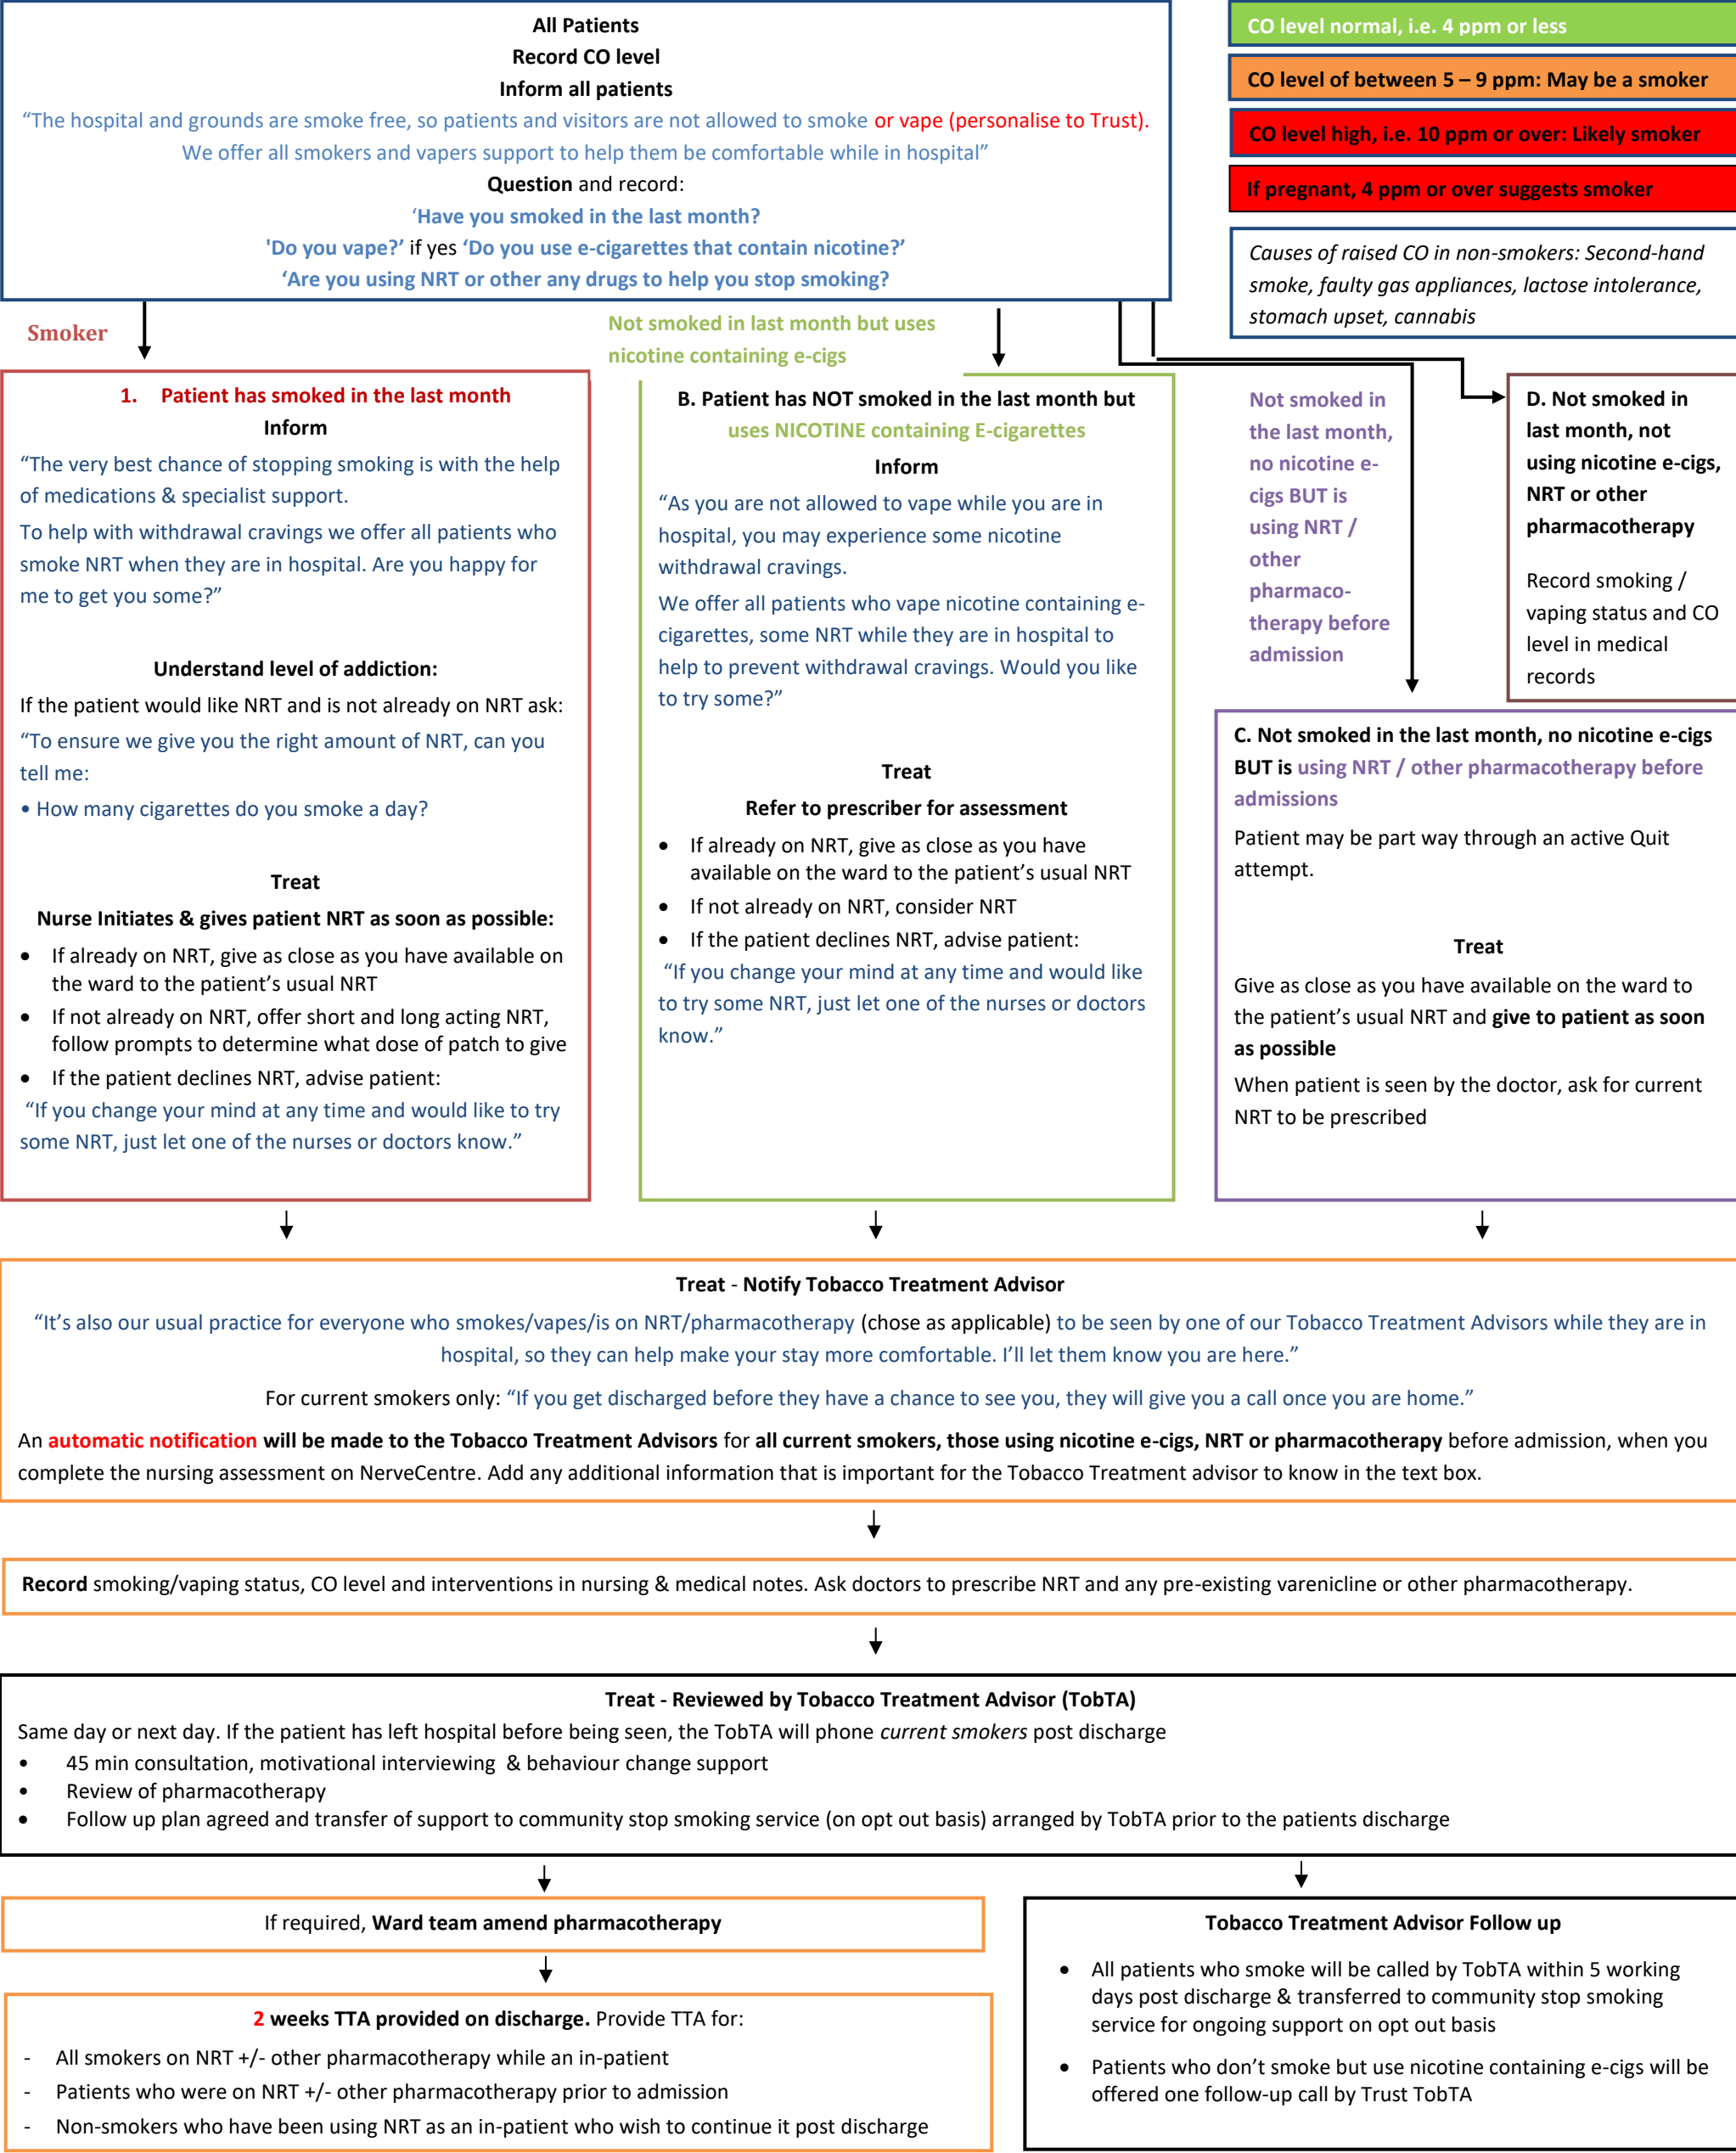 All Patients
Record CO level
Inform all patients
“The hospital and grounds are smoke free, so patients and visitors are not allowed to smoke or vape (personalise to Trust).
We offer all smokers and vapers support to help them be comfortable while in hospital”
Question and record:
‘Have you smoked in the last month?
'Do you vape?’ if yes ‘Do you use e-cigarettes that contain nicotine?’
‘Are you using NRT or other any drugs to help you stop smoking?
CO level normal, i.e. 4 ppm or less
CO level of between 5 – 9 ppm: May be a smoker
CO level high, i.e. 10 ppm or over: Likely smoker
If pregnant, 4 ppm or over suggests smoker
Causes of raised CO in non-smokers: Second-hand
smoke, faulty gas appliances, lactose intolerance,
stomach upset, cannabis
Smoker
Not smoked in last month but uses
nicotine containing e-cigs
1. Patient has smoked in the last month
Inform
“The very best chance of stopping smoking is with the help
of medications & specialist support.
To help with withdrawal cravings we offer all patients who
smoke NRT when they are in hospital. Are you happy for
me to get you some?”
Understand level of addiction:
If the patient would like NRT and is not already on NRT ask:
“To ensure we give you the right amount of NRT, can you
tell me:
• How many cigarettes do you smoke a day?
Treat
Nurse Initiates & gives patient NRT as soon as possible:
• If already on NRT, give as close as you have available on
the ward to the patient’s usual NRT
• If not already on NRT, offer short and long acting NRT,
follow prompts to determine what dose of patch to give
• If the patient declines NRT, advise patient:
“If you change your mind at any time and would like to try
some NRT, just let one of the nurses or doctors know.”
B. Patient has NOT smoked in the last month but
uses NICOTINE containing E-cigarettes
Inform
“As you are not allowed to vape while you are in
hospital, you may experience some nicotine
withdrawal cravings.
We offer all patients who vape nicotine containing e-
cigarettes, some NRT while they are in hospital to
help to prevent withdrawal cravings. Would you like
to try some?”
Treat
Refer to prescriber for assessment
• If already on NRT, give as close as you have
available on the ward to the patient’s usual NRT
• If not already on NRT, consider NRT
• If the patient declines NRT, advise patient:
“If you change your mind at any time and would like
to try some NRT, just let one of the nurses or doctors
know.”
Not smoked in
the last month,
no nicotine e-
cigs BUT is
using NRT /
other
pharmaco-
therapy before
admission
D. Not smoked in
last month, not
using nicotine e-cigs,
NRT or other
pharmacotherapy
Record smoking /
vaping status and CO
level in medical
records
C. Not smoked in the last month, no nicotine e-cigs
BUT is using NRT / other pharmacotherapy before
admissions
Patient may be part way through an active Quit
attempt.
Treat
Give as close as you have available on the ward to
the patient’s usual NRT and give to patient as soon
as possible
When patient is seen by the doctor, ask for current
NRT to be prescribed
Treat - Notify Tobacco Treatment Advisor
“It’s also our usual practice for everyone who smokes/vapes/is on NRT/pharmacotherapy (chose as applicable) to be seen by one of our Tobacco Treatment Advisors while they are in
hospital, so they can help make your stay more comfortable. I’ll let them know you are here.”
For current smokers only: “If you get discharged before they have a chance to see you, they will give you a call once you are home.”
An automatic notification will be made to the Tobacco Treatment Advisors for all current smokers, those using nicotine e-cigs, NRT or pharmacotherapy before admission, when you
complete the nursing assessment on NerveCentre. Add any additional information that is important for the Tobacco Treatment advisor to know in the text box.
Record smoking/vaping status, CO level and interventions in nursing & medical notes. Ask doctors to prescribe NRT and any pre-existing varenicline or other pharmacotherapy.
Treat - Reviewed by Tobacco Treatment Advisor (TobTA)
Same day or next day. If the patient has left hospital before being seen, the TobTA will phone current smokers post discharge
• 45 min consultation, motivational interviewing & behaviour change support
• Review of pharmacotherapy
• Follow up plan agreed and transfer of support to community stop smoking service (on opt out basis) arranged by TobTA prior to the patients discharge
If required, Ward team amend pharmacotherapy
2 weeks TTA provided on discharge. Provide TTA for:
- All smokers on NRT +/- other pharmacotherapy while an in-patient
- Patients who were on NRT +/- other pharmacotherapy prior to admission
- Non-smokers who have been using NRT as an in-patient who wish to continue it post discharge
Tobacco Treatment Advisor Follow up
• All patients who smoke will be called by TobTA within 5 working
days post discharge & transferred to community stop smoking
service for ongoing support on opt out basis
• Patients who don’t smoke but use nicotine containing e-cigs will be
offered one follow-up call by Trust TobTA